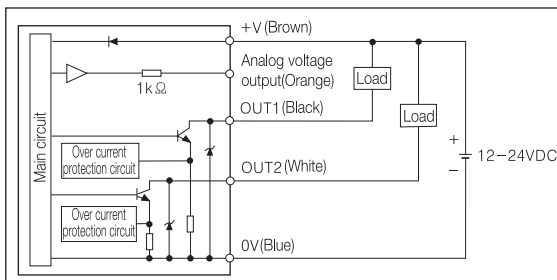 +V(Brown)
Analog voltage
output(Orange)
1kΩ
OUT1(Black)
Load
Load
Main circuit
Over current
protection circuit
OUT2(White)
+
12-24VDC
-
Over current
protection circuit
0V(Blue)